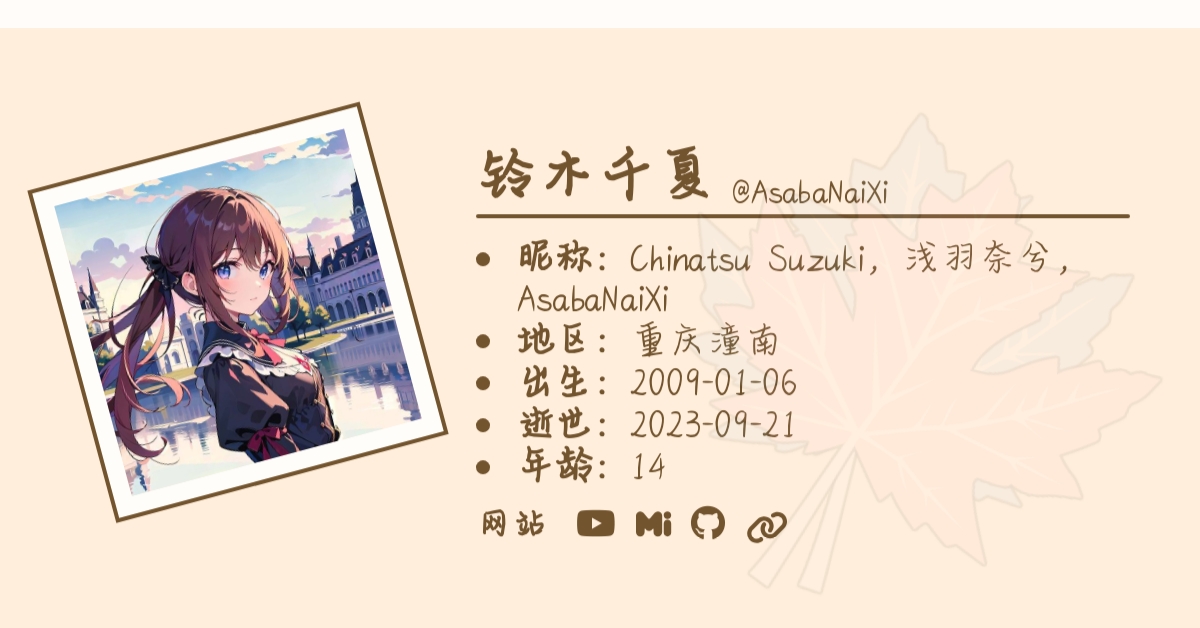 铃木千夏 @AsabaNaiXi
昵称：Chinatsu Suzuki，浅羽奈兮，
AsabaNaiXi
地区：重庆潼南
出生：2009-01-06
逝世：2023-09-21
年龄：14
网站 Mi